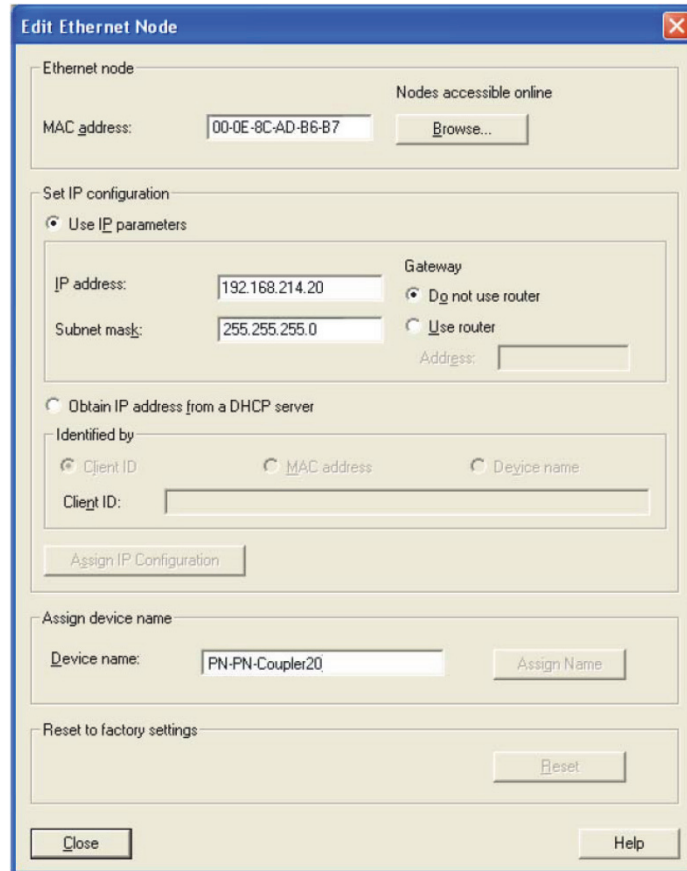 Edit Ethernet Node
Ethernet node
Nodes accessible online
MAC address: 00-0E-8C-AD-B6-B7 Browse...
Set IP configuration
Use IP parameters
Gateway
IP address: 192.168.214.20 Do not use router
Subnet mask: 255.255.255.0 Use router
Address:
Obtain IP address from a DHCP server
Identified by
Client ID MAC address Device name
Client ID:
Assign IP Configuration
Assign device name
Device name: PN-PN-Coupler20 Assign Name
Reset to factory settings
Reset
Close Help